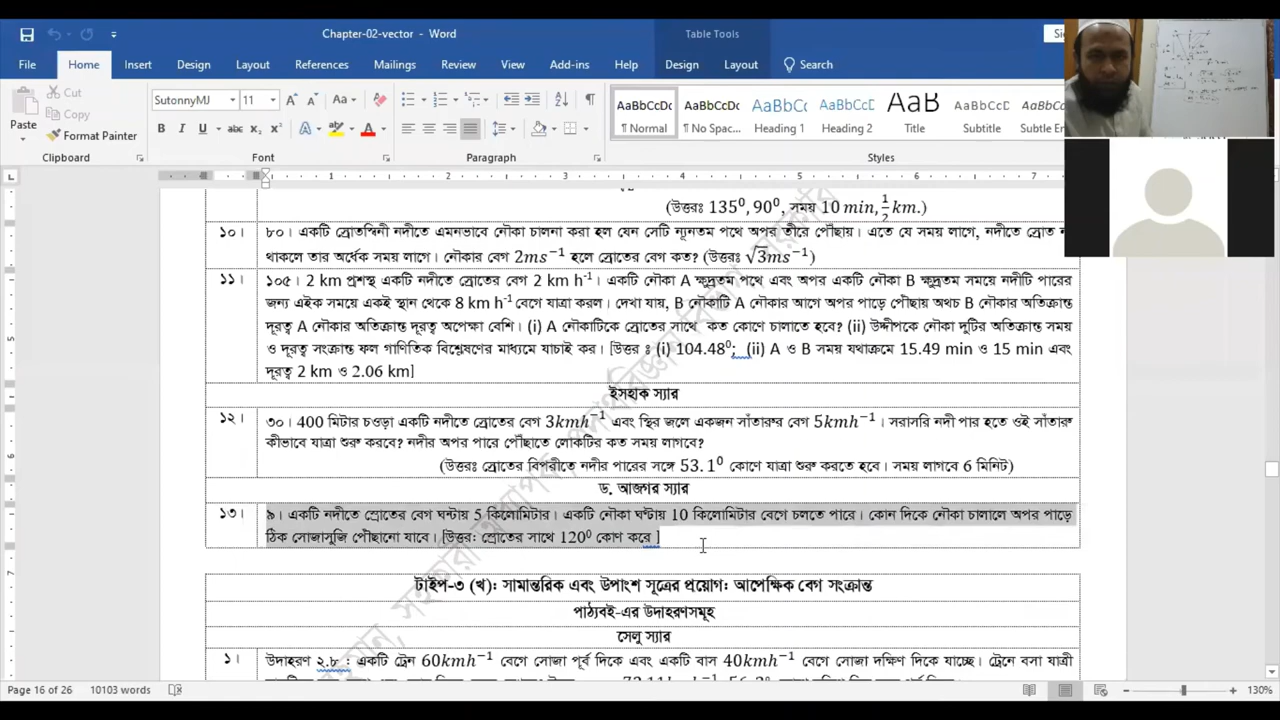 Chapter-02-vector - Word
Table Tools
File Home Insert Design Layout References Mailings Review View Add-ins Help Design Layout Search
Cut
Copy
Format Painter
Paste
SutonnyMJ 11
AaBbCcDc AaBbCcDc AaBbCc AaBbCcD AaB AaBbCcD AaBbCcDc
¶ Normal ¶ No Spac... Heading 1 Heading 2 Title Subtitle Subtle En
Clipboard Font Paragraph Styles
(উত্তরঃ 135⁰, 90⁰, সময় 10 min, 1/2 km.)
১০। ৮০। একটি স্রোতস্বিনী নদীতে এমনভাবে নৌকা চালনা করা হল যেন সেটি ন্যূনতম পথে অপর তীরে পৌঁছায়। এতে যে সময় লাগে, নদীতে স্রোত
থাকলে তার অর্ধেক সময় লাগে। নৌকার বেগ 2ms⁻¹ হলে স্রোতের বেগ কত? (উত্তরঃ √3ms⁻¹)
১১। ১০৫। 2 km প্রশস্থ একটি নদীতে স্রোতের বেগ 2 km h⁻¹। একটি নৌকা A ক্ষুদ্রতম পথে এবং অপর একটি নৌকা B ক্ষুদ্রতম সময়ে নদীটি পারের
জন্য এইক সময়ে একই স্থান থেকে 8 km h⁻¹ বেগে যাত্রা করল। দেখা যায়, B নৌকাটি A নৌকার আগে অপর পাড়ে পৌছায় অথচ B নৌকার অতিক্রান্ত
দূরত্ব A নৌকার অতিক্রান্ত দূরত্ব অপেক্ষা বেশি। (i) A নৌকাটিকে স্রোতের সাথে কত কোণে চালাতে হবে? (ii) উদ্দীপকে নৌকা দুটির অতিক্রান্ত সময়
ও দূরত্ব সংক্রান্ত ফল গাণিতিক বিশ্লেষণের মাধ্যমে যাচাই কর। [উত্তর ঃ (i) 104.48⁰; (ii) A ও B সময় যথাক্রমে 15.49 min ও 15 min এবং
দূরত্ব 2 km ও 2.06 km]
ইসহাক স্যার
১২। ৩০। 400 মিটার চওড়া একটি নদীতে স্রোতের বেগ 3kmh⁻¹ এবং স্থির জলে একজন সাঁতারুর বেগ 5kmh⁻¹। সরাসরি নদী পার হতে ওই সাঁতারু
কীভাবে যাত্রা শুরু করবে? নদীর অপর পারে পৌঁছাতে লোকটির কত সময় লাগবে?
(উত্তরঃ স্রোতের বিপরীতে নদীর পারের সঙ্গে 53.1⁰ কোণে যাত্রা শুরু করতে হবে। সময় লাগবে 6 মিনিট)
ড. আজগর স্যার
১৩। ৯। একটি নদীতে স্রোতের বেগ ঘন্টায় 5 কিলোমিটার। একটি নৌকা ঘন্টায় 10 কিলোমিটার বেগে চলতে পারে। কোন দিকে নৌকা চালালে অপর পাড়ে
ঠিক সোজাসুজি পৌঁছানো যাবে। [উত্তর: স্রোতের সাথে 120⁰ কোণ করে ]
টাইপ-৩ (খ): সামান্তরিক এবং উপাংশ সূত্রের প্রয়োগ: আপেক্ষিক বেগ সংক্রান্ত
পাঠ্যবই-এর উদাহরণসমূহ
সেলু স্যার
১। উদাহরণ ২.৮ : একটি ট্রেন 60kmh⁻¹ বেগে সোজা পূর্ব দিকে এবং একটি বাস 40kmh⁻¹ বেগে সোজা দক্ষিণ দিকে যাচ্ছে। ট্রেনে বসা যাত্রী
Page 16 of 26 10103 words 130%